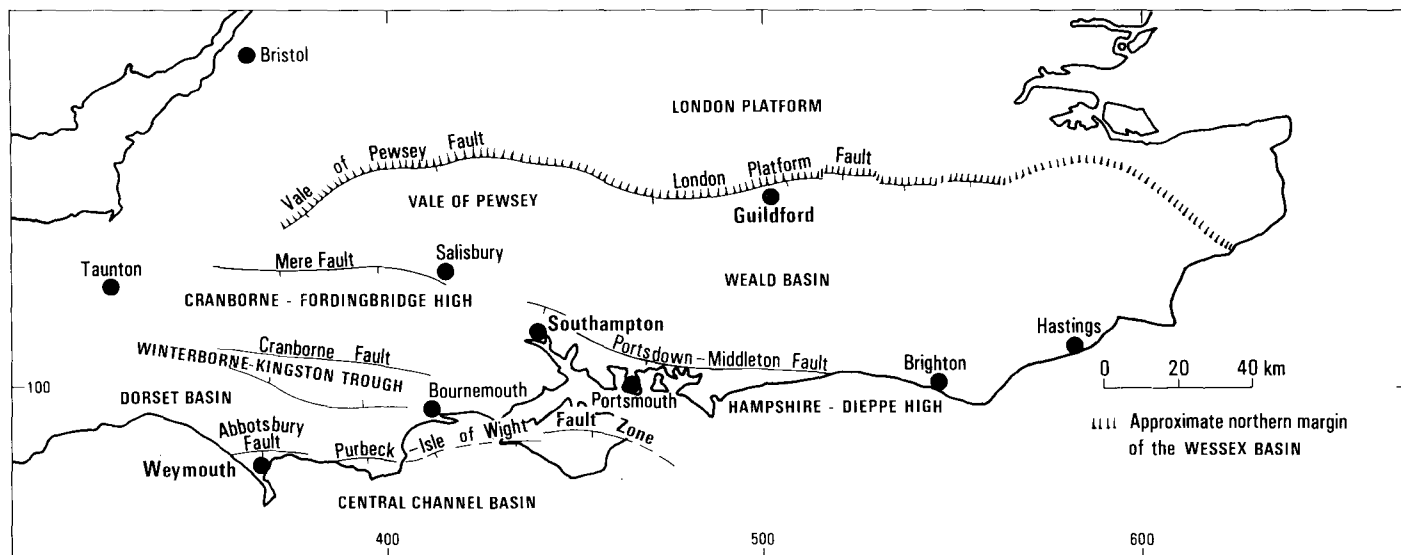 Bristol
LONDON PLATFORM
Vale of Pewsey Fault
London Platform Fault
VALE OF PEWSEY
Guildford
Taunton
Mere Fault
Salisbury
WEALD BASIN
CRANBORNE - FORDINGBRIDGE HIGH
Southampton
Hastings
Cranborne Fault
Portsdown - Middleton Fault
Brighton
WINTERBORNE-KINGSTON TROUGH
0 20 40 km
100
DORSET BASIN
Bournemouth
Portsmouth
HAMPSHIRE - DIEPPE HIGH
Abbotsbury
Fault
Purbeck - Isle of Wight Fault Zone
Approximate northern margin
of the WESSEX BASIN
Weymouth
CENTRAL CHANNEL BASIN
400
500
600